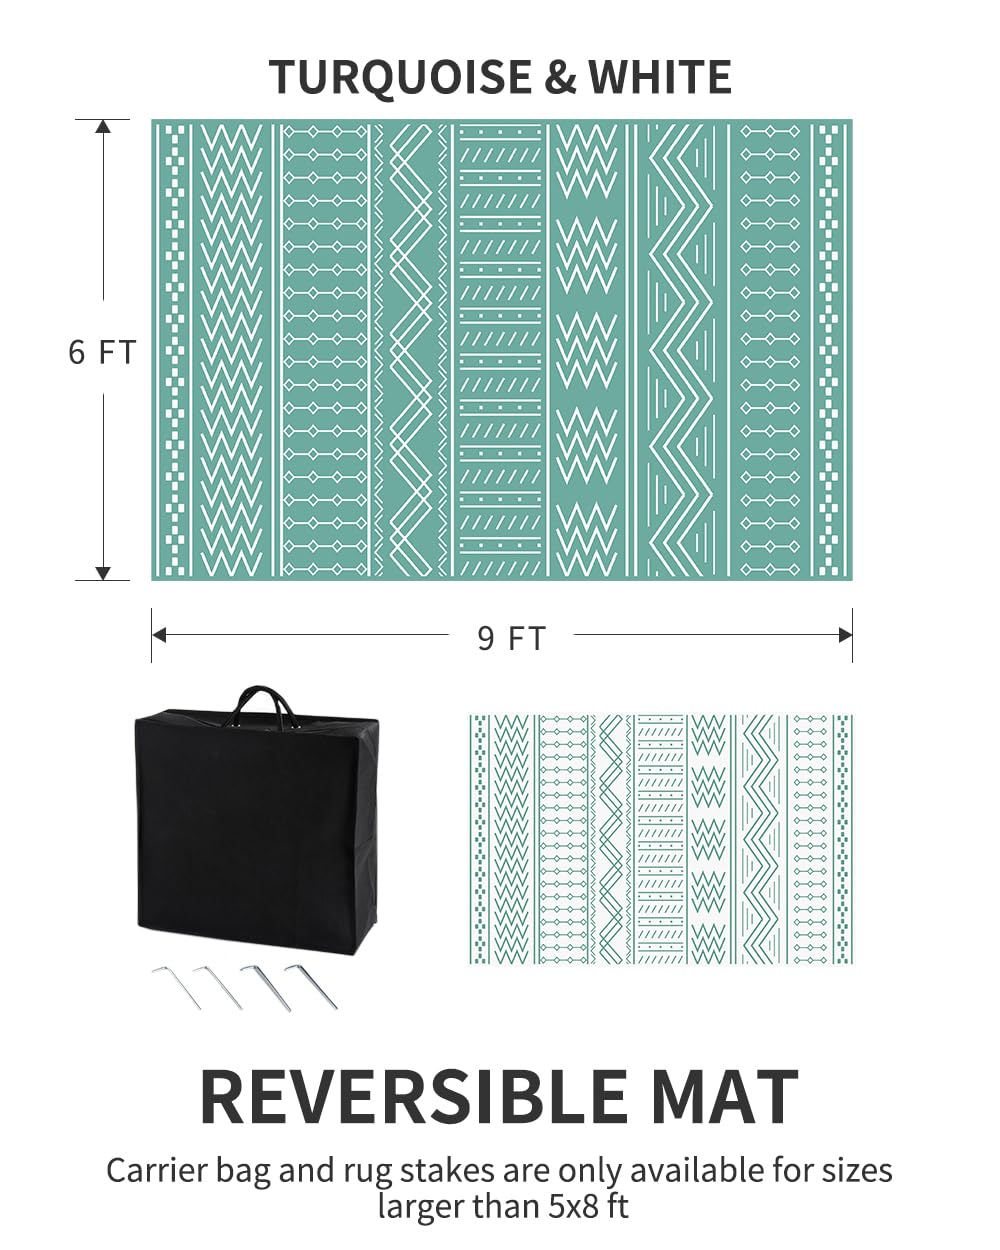 TURQUOISE & WHITE
6 FT
9 FT
REVERSIBLE MAT
Carrier bag and rug stakes are only available for sizes
larger than 5x8 ft